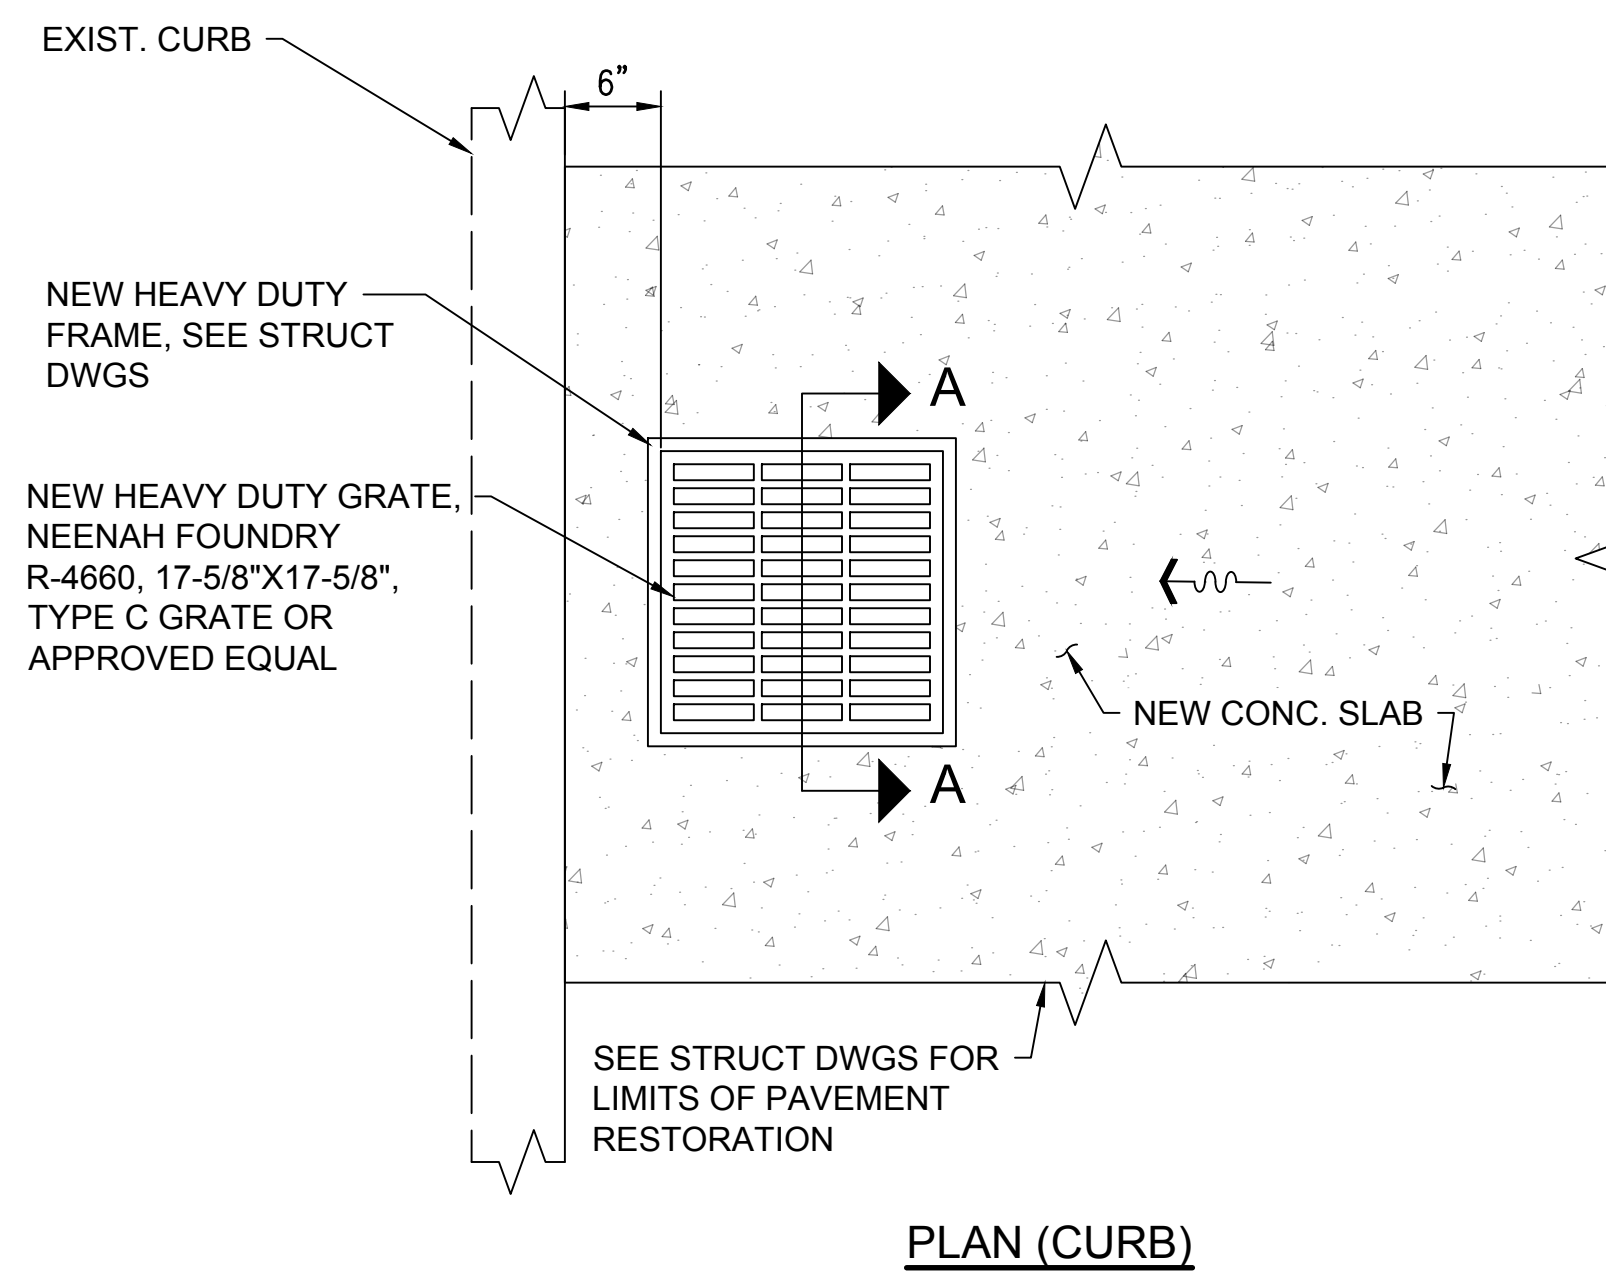 EXIST. CURB
6”
NEW HEAVY DUTY
FRAME, SEE STRUCT
DWGS
A
NEW HEAVY DUTY GRATE,
NEENAH FOUNDRY
R-4660, 17-5/8"X17-5/8",
TYPE C GRATE OR
APPROVED EQUAL
NEW CONC. SLAB
A
SEE STRUCT DWGS FOR
LIMITS OF PAVEMENT
RESTORATION
PLAN (CURB)